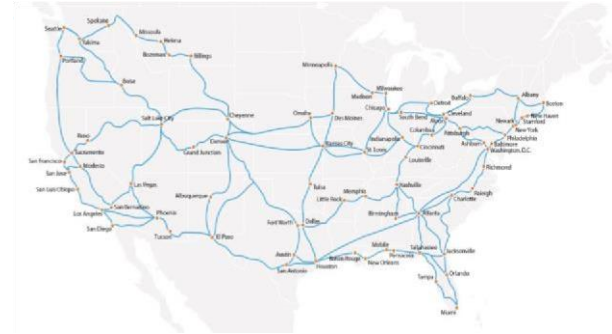 Spokane
Seattle
Yakima
Missoula
Helena
Bozeman
Billings
Portland
Boise
Minneapolis
Milwaukee
Madison
Chicago
Detroit
South Bend
Buffalo
Cleveland
Albany
Boston
New Haven
Stamford
Newark
New York
Philadelphia
Pittsburgh
Baltimore
Ashburn
Washington, D.C.
Salt Lake City
Cheyenne
Omaha
Des Moines
Columbus
Indianapolis
Cincinnati
Reno
Sacramento
Denver
Grand Junction
Kansas City
St. Louis
Louisville
Richmond
San Francisco
Modesto
San Jose
Las Vegas
Tulsa
Memphis
Nashville
Raleigh
San Luis Obispo
Albuquerque
Little Rock
Charlotte
San Bernardino
Los Angeles
Phoenix
Birmingham
Atlanta
San Diego
Tucson
El Paso
Fort Worth
Dallas
Austin
San Antonio
Houston
Baton Rouge
New Orleans
Mobile
Pensacola
Tallahassee
Jacksonville
Orlando
Tampa
Miami